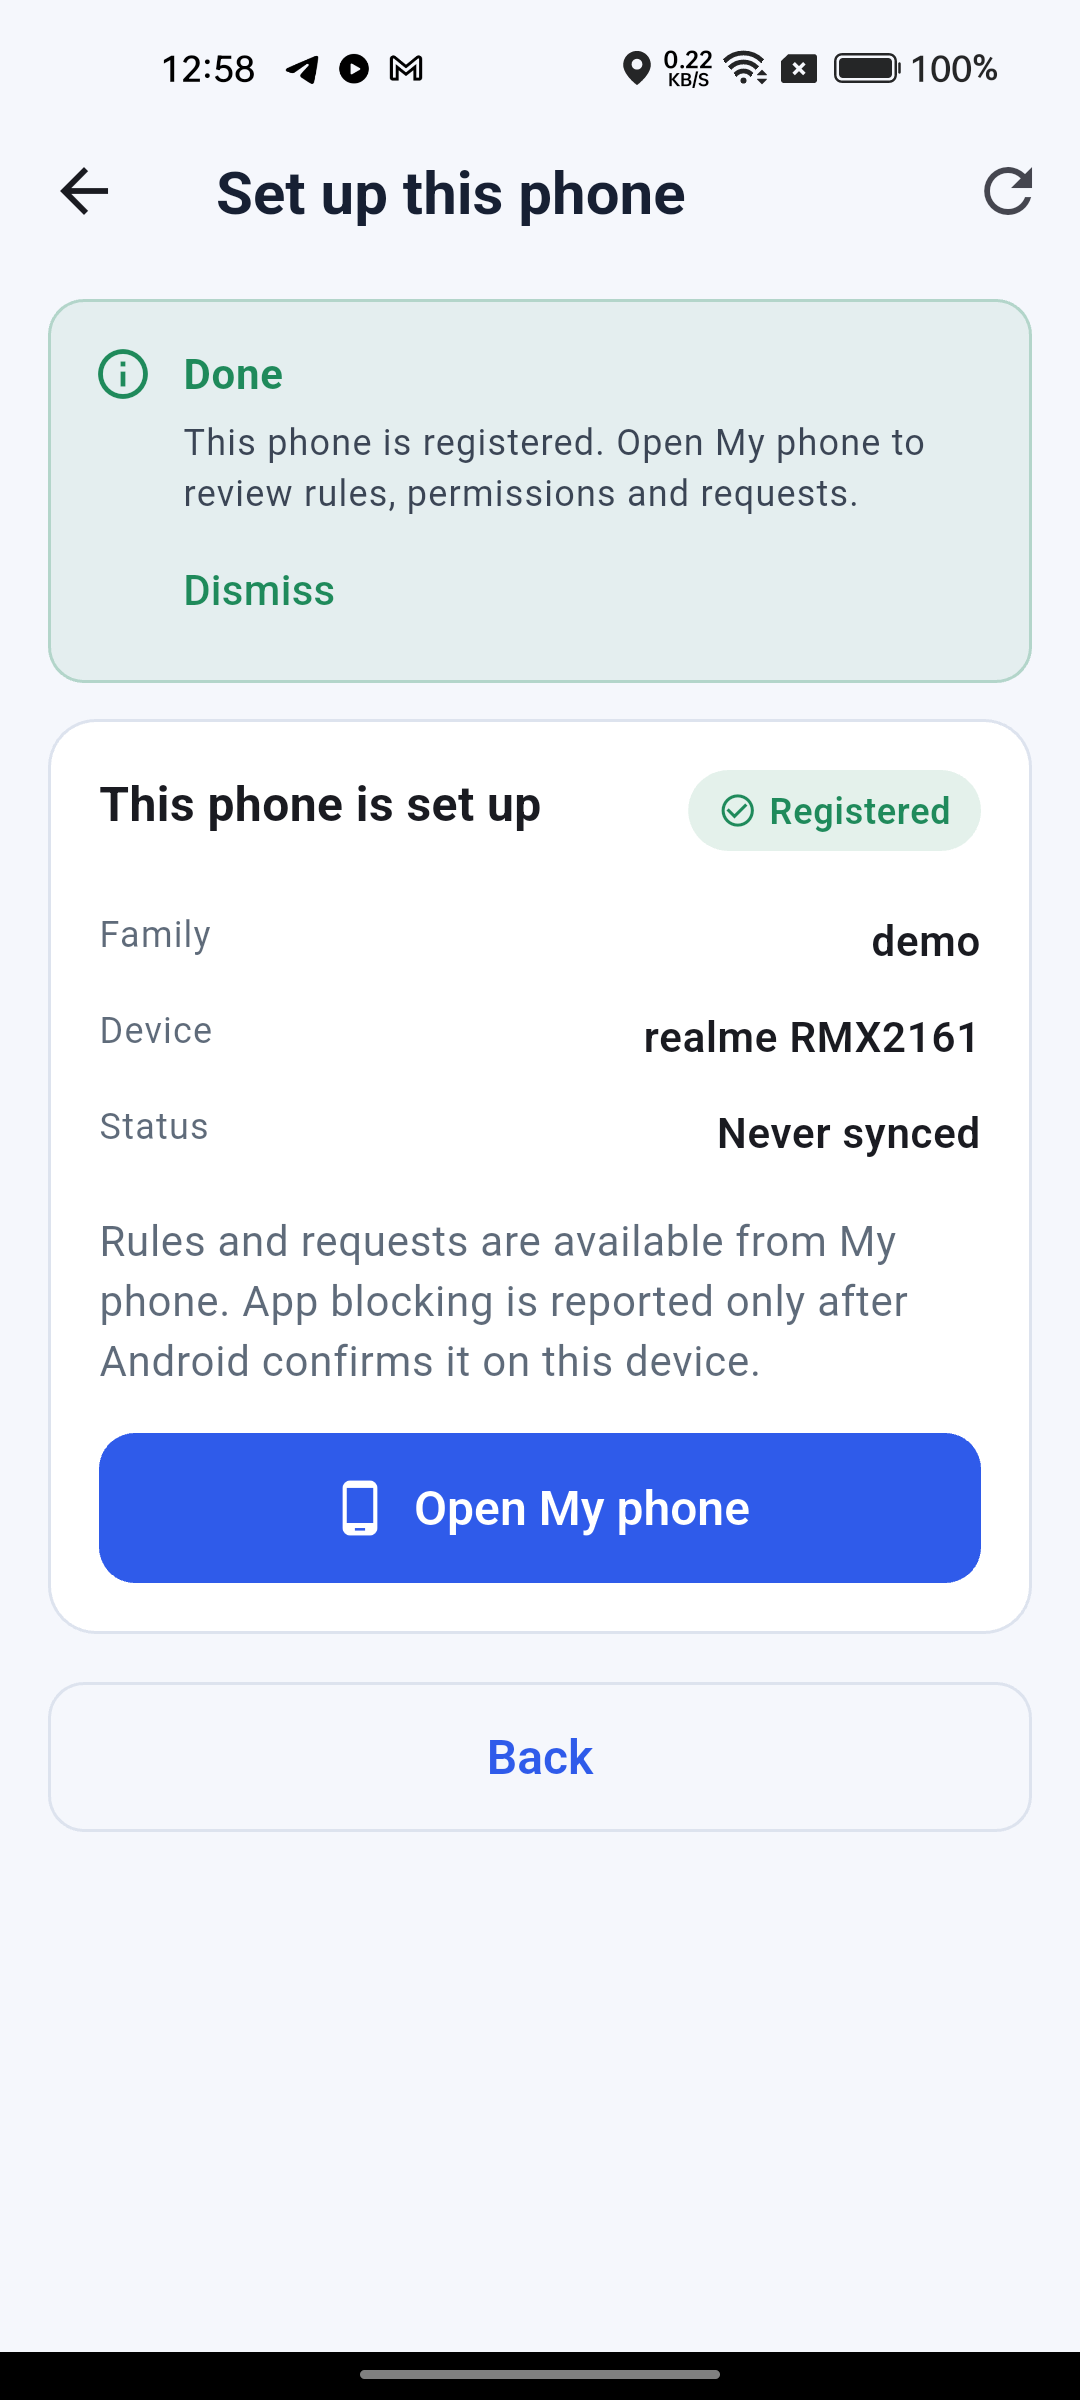 12:58
0.22
KB/S
100%
Set up this phone
Done
This phone is registered. Open My phone to
review rules, permissions and requests.
Dismiss
This phone is set up
Registered
Family
demo
Device
realme RMX2161
Status
Never synced
Rules and requests are available from My
phone. App blocking is reported only after
Android confirms it on this device.
Open My phone
Back